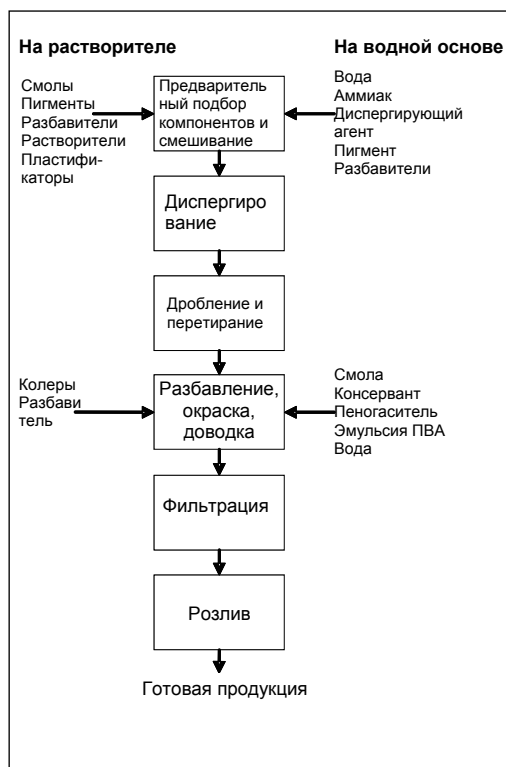 На растворителе
На водной основе
Смолы
Пигменты
Разбавители
Растворители
Пластифи-
каторы
Предваритель
ный подбор
компонентов и
смешивание
Вода
Аммиак
Диспергирующий
агент
Пигмент
Разбавители
Диспергиро
вание
Дробление и
перетирание
Колеры
Разбави
тель
Разбавление,
окраска,
доводка
Смола
Консервант
Пеногаситель
Эмульсия ПВА
Вода
Фильтрация
Розлив
Готовая продукция